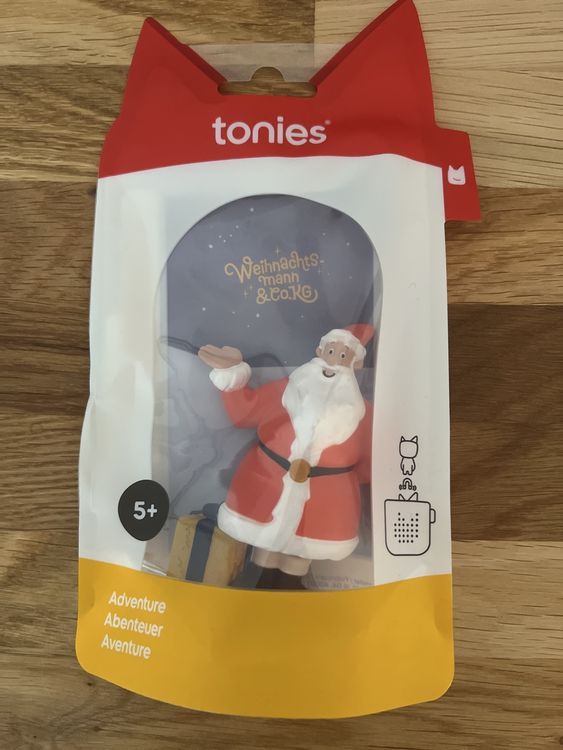 tonies®
Weihnachts-
mann
& Co.KG
5+
Adventure
Abenteuer
Aventure